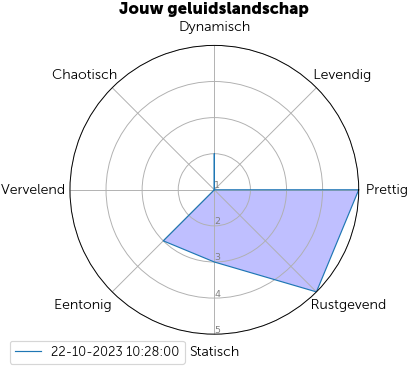 Jouw geluidslandschap
Dynamisch
Chaotisch
Levendig
Vervelend
Prettig
1
2
3
4
5
Eentonig
Rustgevend
Statisch
22-10-2023 10:28:00